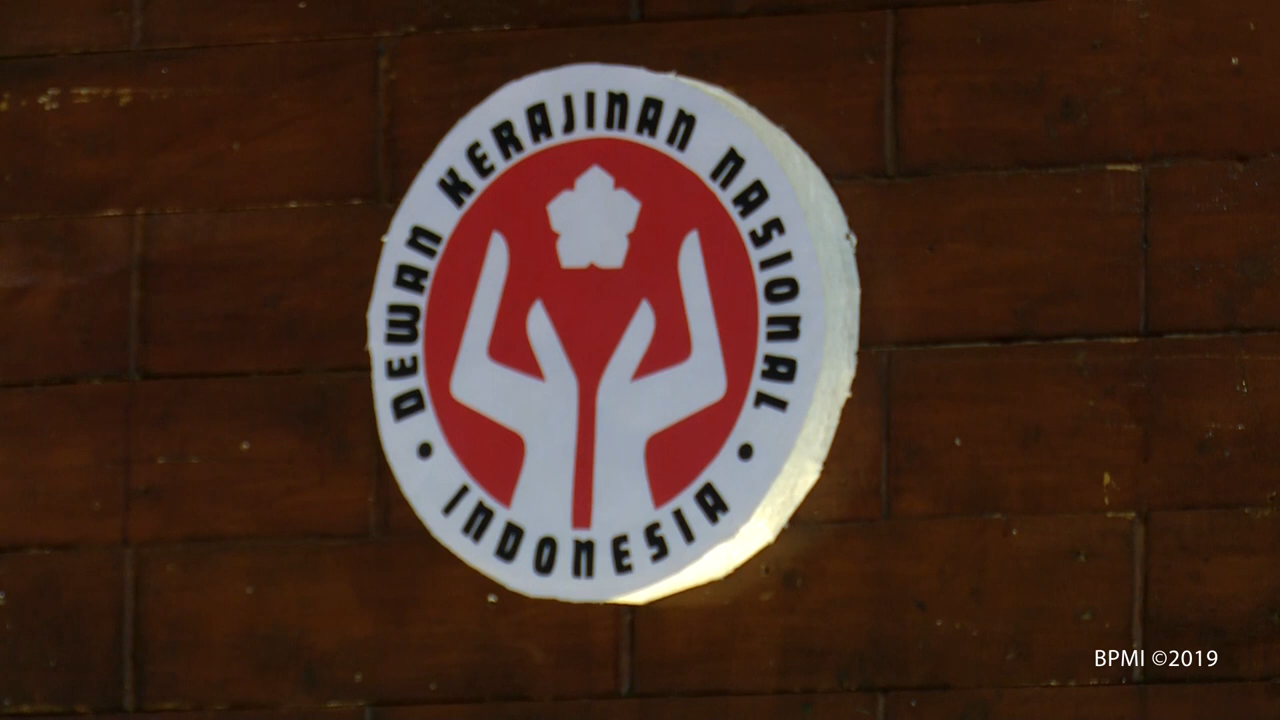 DEWAN KERAJINAN NASIONAL
• INDONESIA •
BPMI ©2019